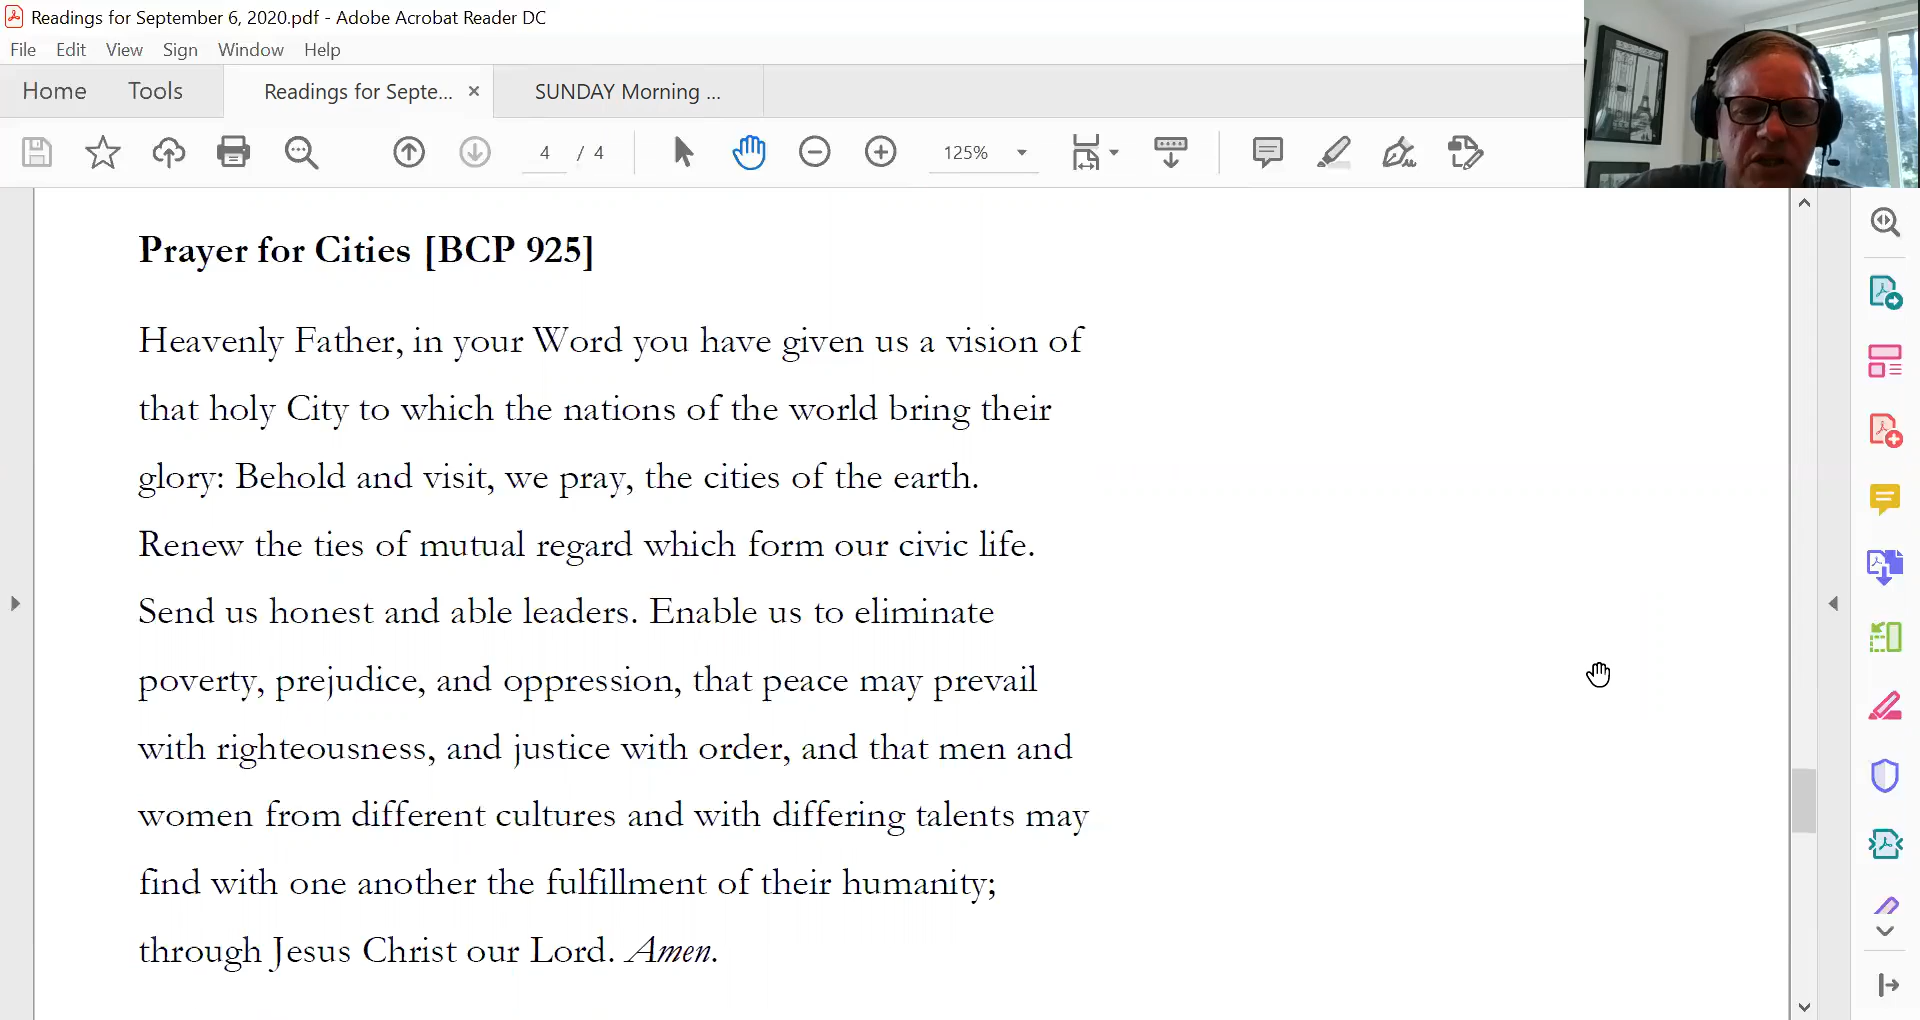 Readings for September 6, 2020.pdf - Adobe Acrobat Reader DC
File Edit View Sign Window Help
Home Tools Readings for Septe... × SUNDAY Morning ...
4 / 4 125%
Prayer for Cities [BCP 925]
Heavenly Father, in your Word you have given us a vision of
that holy City to which the nations of the world bring their
glory: Behold and visit, we pray, the cities of the earth.
Renew the ties of mutual regard which form our civic life.
Send us honest and able leaders. Enable us to eliminate
poverty, prejudice, and oppression, that peace may prevail
with righteousness, and justice with order, and that men and
women from different cultures and with differing talents may
find with one another the fulfillment of their humanity;
through Jesus Christ our Lord. Amen.